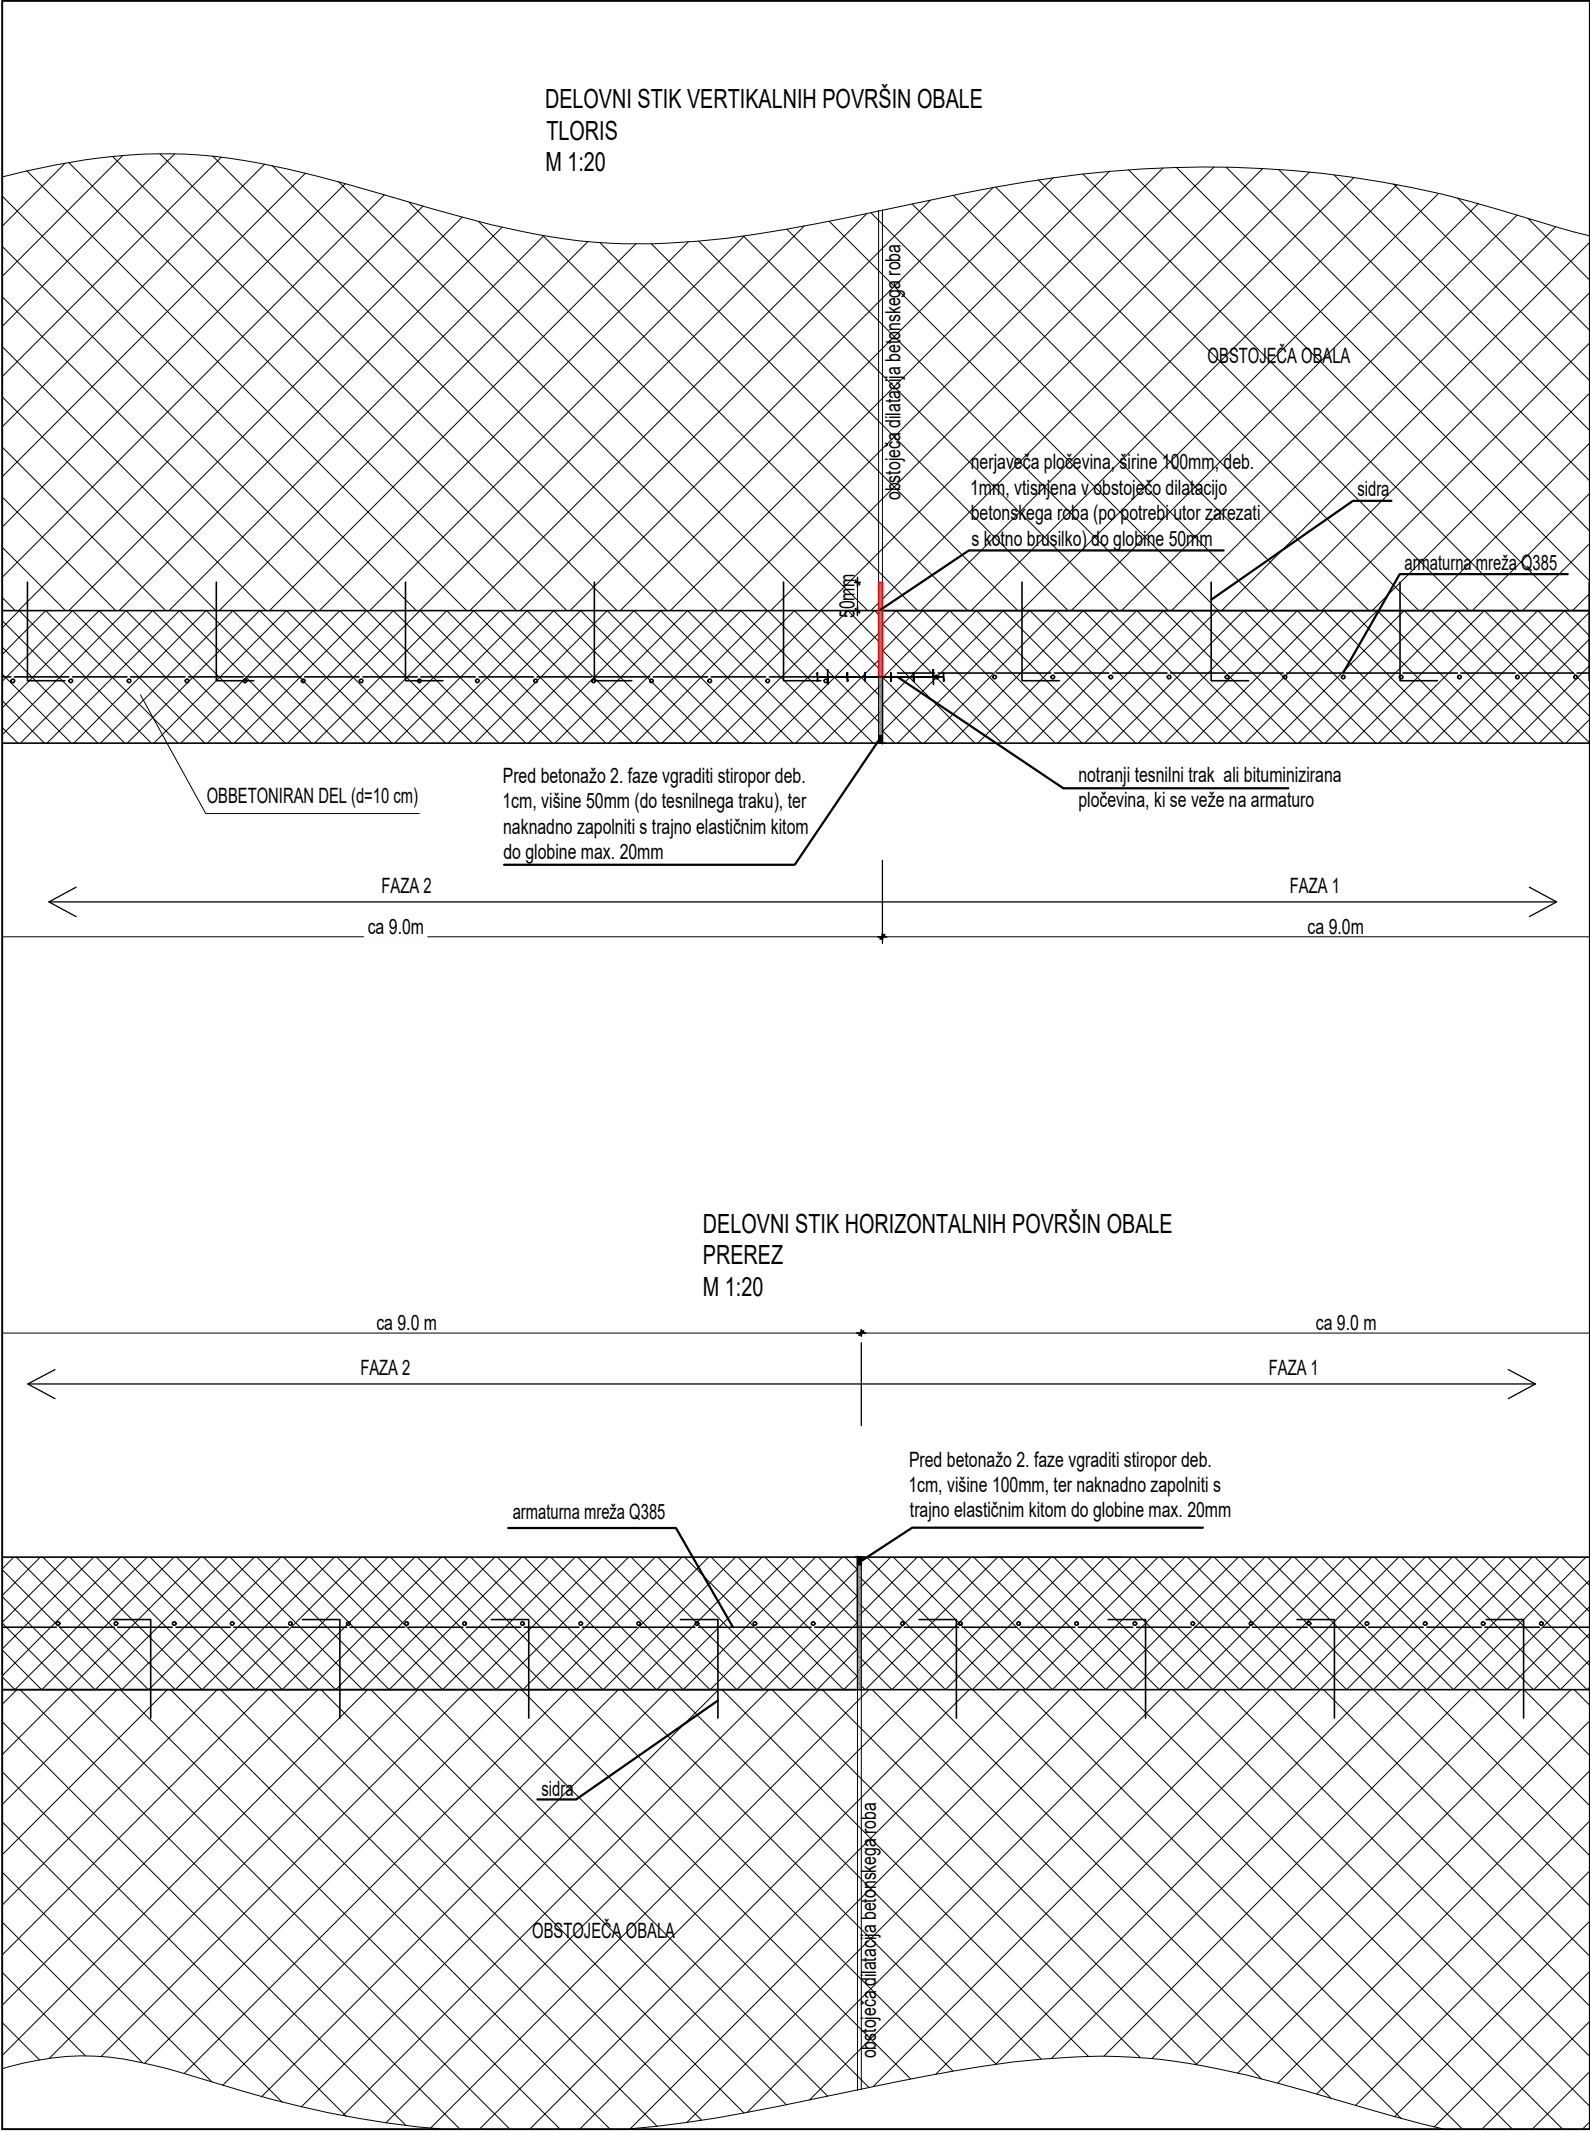 DELOVNI STIK VERTIKALNIH POVRŠIN OBALE
TLORIS
M 1:20
obstoječa dilatacija betonskega roba
OBSTOJEČA OBALA
nerjaveča pločevina, širine 100mm, deb.
1mm, vtisnjena v obstoječo dilatacijo
betonskega roba (po potrebi utor zarezati
s kotno brusilko) do globine 50mm
sidra
armaturna mreža Q385
50mm
OBBETONIRAN DEL (d=10 cm)
Pred betonažo 2. faze vgraditi stiropor deb.
1cm, višine 50mm (do tesnilnega traku), ter
naknadno zapolniti s trajno elastičnim kitom
do globine max. 20mm
notranji tesnilni trak ali bituminizirana
pločevina, ki se veže na armaturo
FAZA 2
FAZA 1
ca 9.0m
ca 9.0m
DELOVNI STIK HORIZONTALNIH POVRŠIN OBALE
PREREZ
M 1:20
ca 9.0 m
ca 9.0 m
FAZA 2
FAZA 1
Pred betonažo 2. faze vgraditi stiropor deb.
1cm, višine 100mm, ter naknadno zapolniti s
trajno elastičnim kitom do globine max. 20mm
armaturna mreža Q385
sidra
OBSTOJEČA OBALA
obstoječa dilatacija betonskega roba